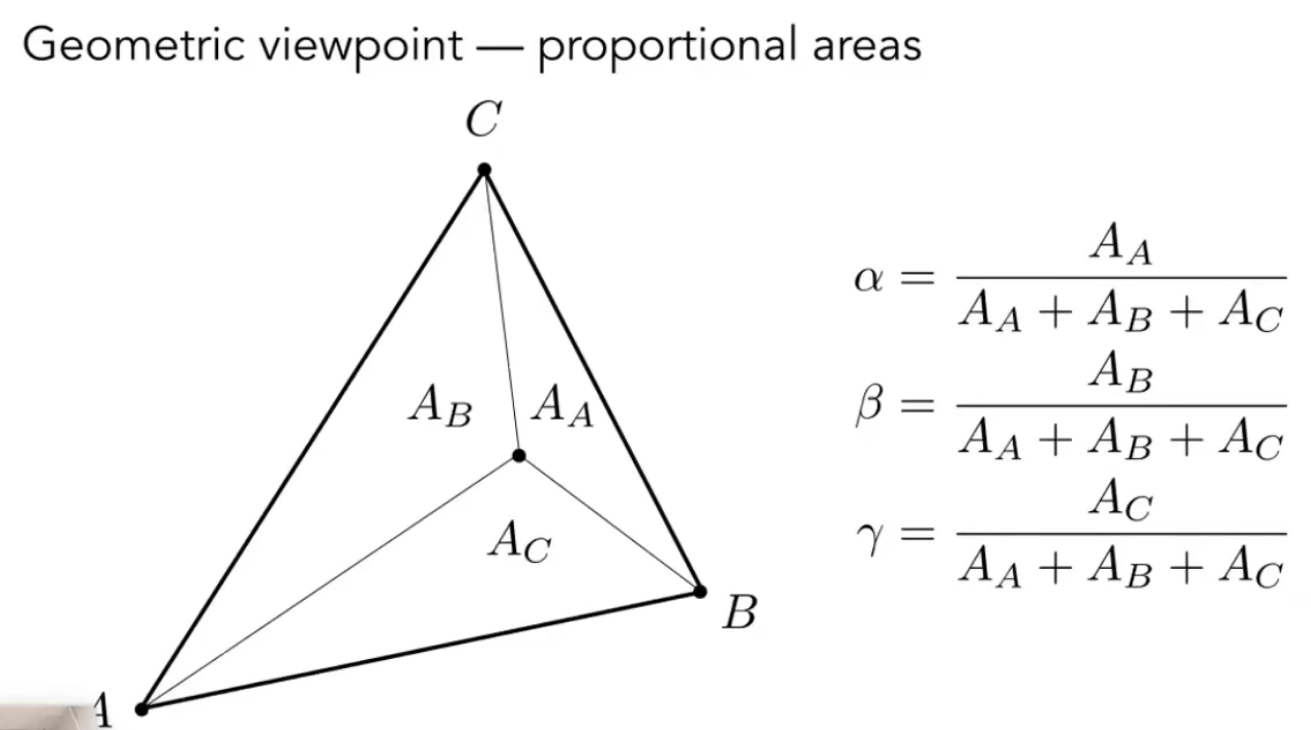 Geometric viewpoint — proportional areas
C
α = A_A / (A_A + A_B + A_C)
A_B A_A
β = A_B / (A_A + A_B + A_C)
A_C
γ = A_C / (A_A + A_B + A_C)
B
A